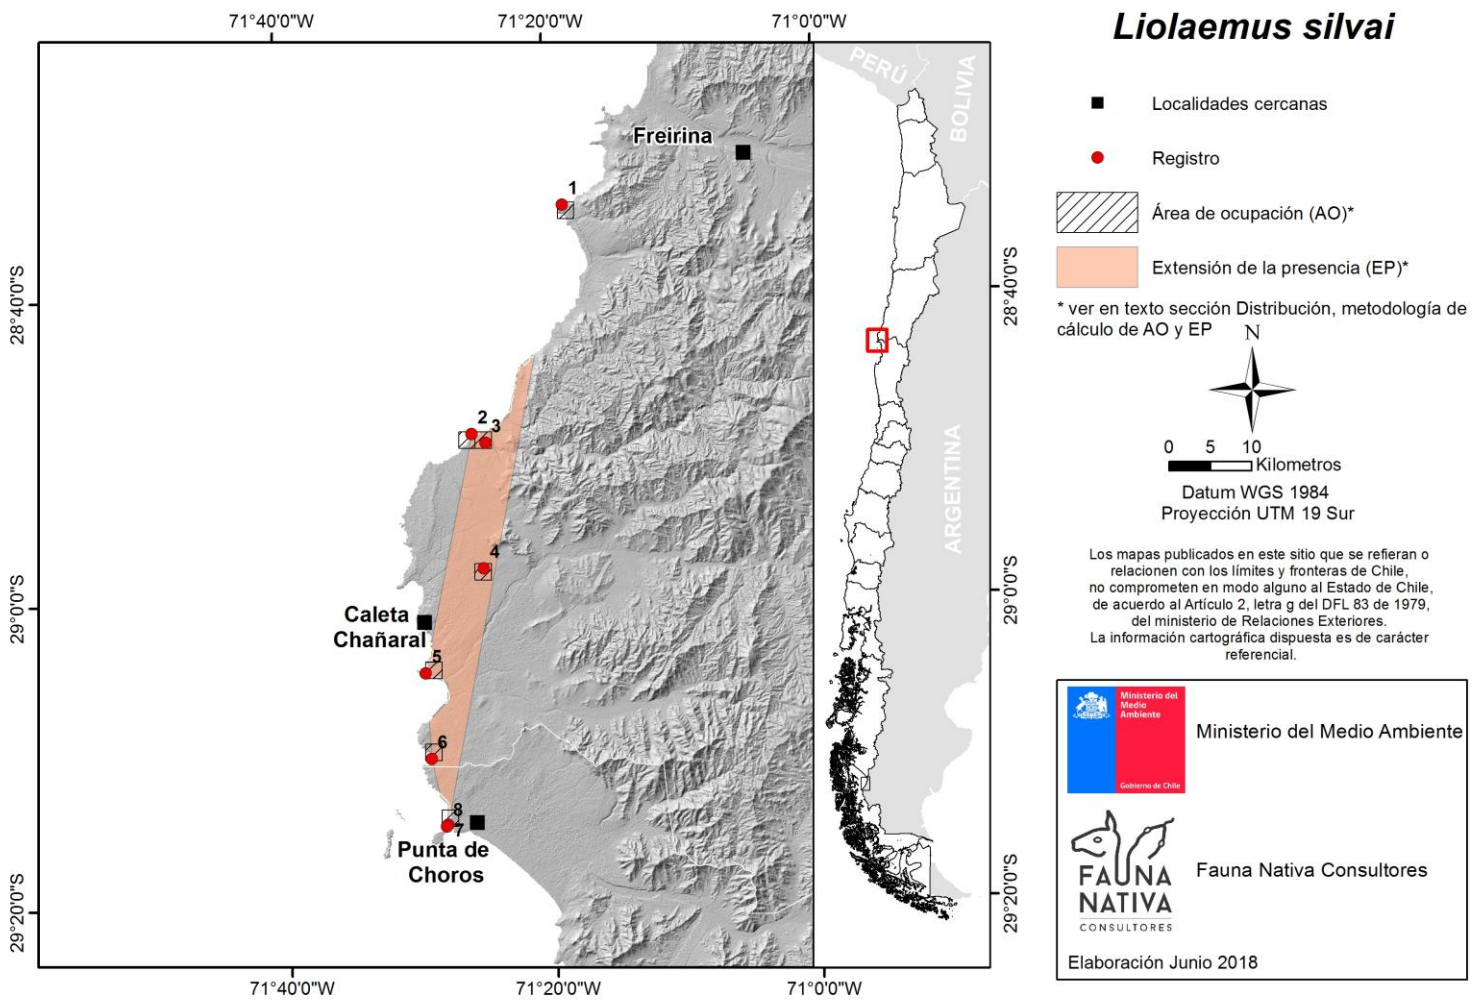 71°40'0"W
71°20'0"W
71°0'0"W
Liolaemus silvai
PERÚ
BOLIVIA
ARGENTINA
Freirina
1
2
3
4
Caleta
Chañaral
5
6
8
7
Punta de
Choros
28°40'0"S
29°0'0"S
29°20'0"S
28°40'0"S
29°0'0"S
29°20'0"S
71°40'0"W
71°20'0"W
71°0'0"W
Localidades cercanas
Registro
Área de ocupación (AO)*
Extensión de la presencia (EP)*
* ver en texto sección Distribución, metodología de
cálculo de AO y EP
N
0 5 10
Kilometros
Datum WGS 1984
Proyección UTM 19 Sur
Los mapas publicados en este sitio que se refieran o
relacionen con los límites y fronteras de Chile,
no comprometen en modo alguno al Estado de Chile,
de acuerdo al Artículo 2, letra g del DFL 83 de 1979,
del ministerio de Relaciones Exteriores.
La información cartográfica dispuesta es de carácter
referencial.
Ministerio del
Medio
Ambiente
Gobierno de Chile
Ministerio del Medio Ambiente
FAUNA
NATIVA
CONSULTORES
Fauna Nativa Consultores
Elaboración Junio 2018